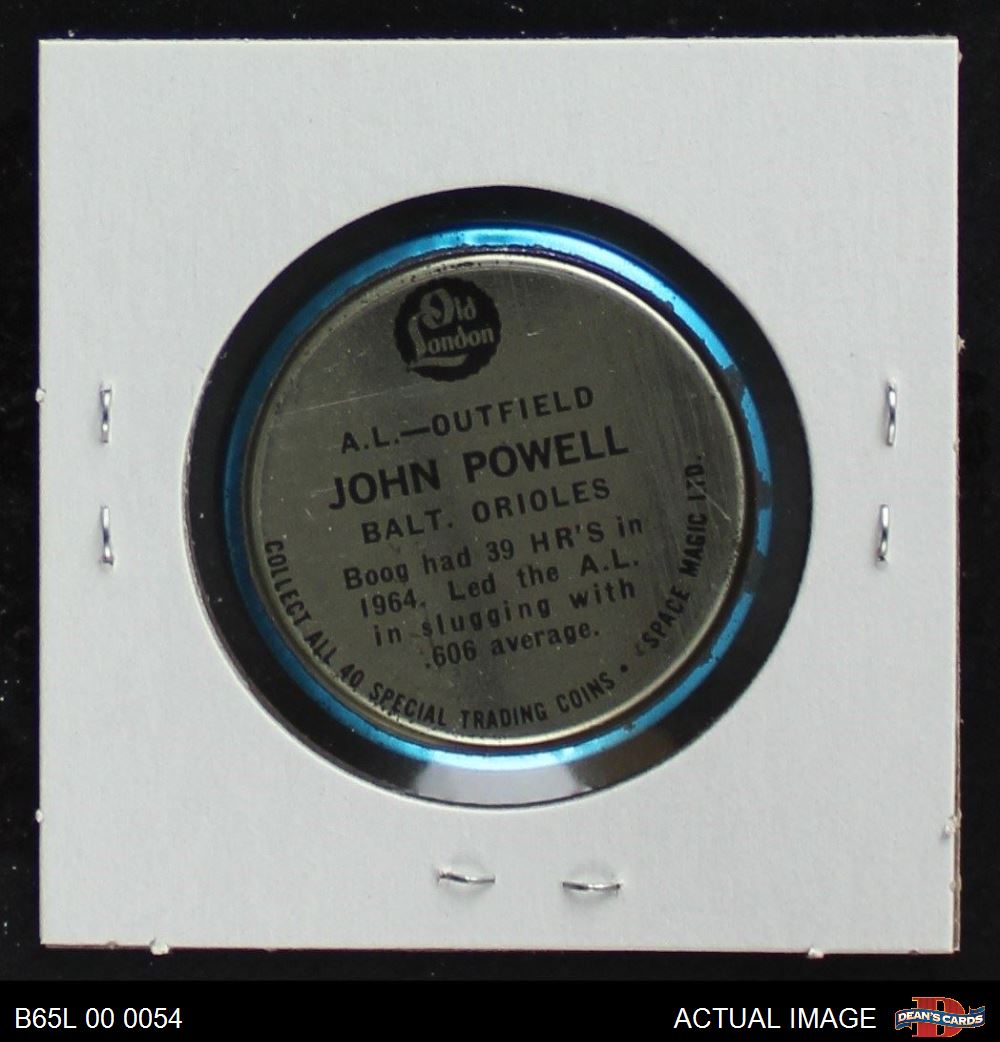 Old
London
A.L.—OUTFIELD
JOHN POWELL
BALT. ORIOLES
Boog had 39 HR'S in
1964. Led the A.L.
in slugging with
.606 average.
COLLECT ALL 40 SPECIAL TRADING COINS • ©SPACE MAGIC LTD.
B65L 00 0054
ACTUAL IMAGE
D
DEAN'S CARDS